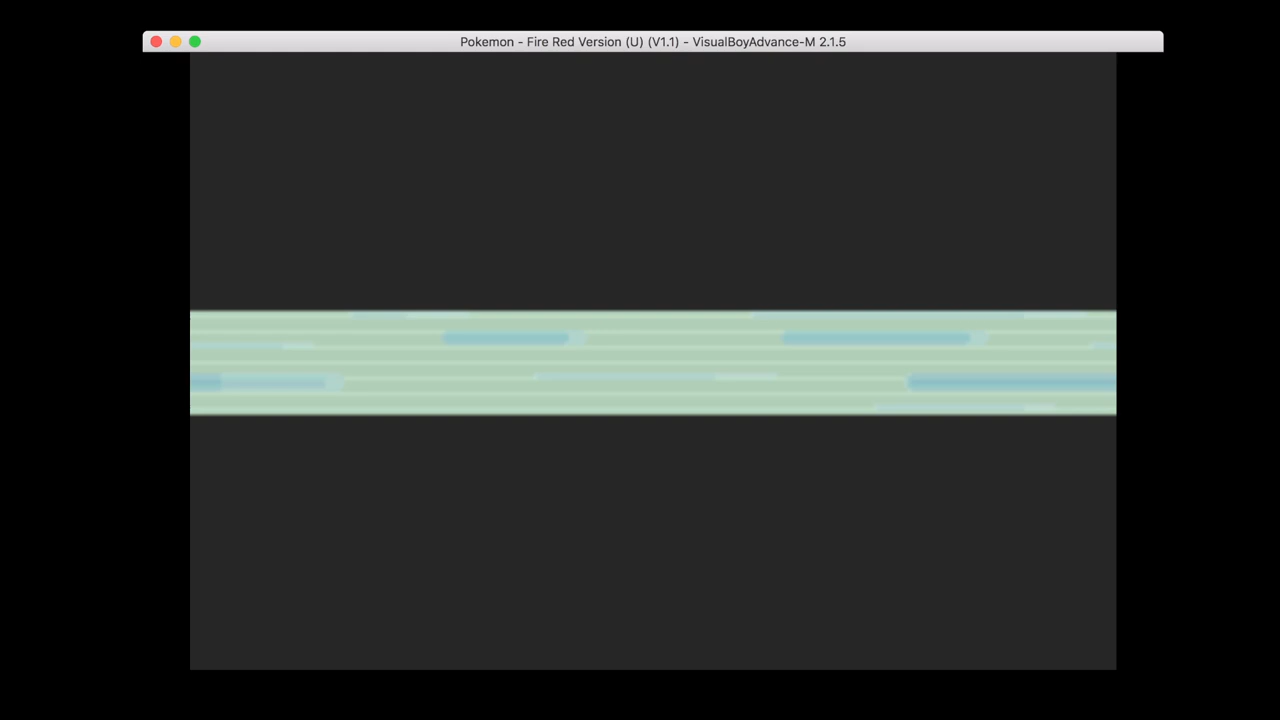 Pokemon - Fire Red Version (U) (V1.1) - VisualBoyAdvance-M 2.1.5